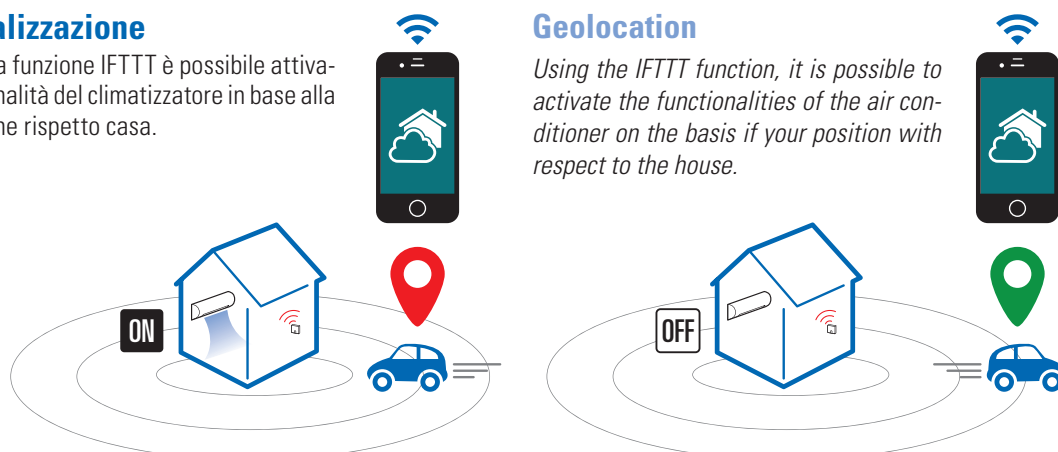 alizzazione
a funzione IFTTT è possibile attiva-
nalità del climatizzatore in base alla
ne rispetto casa.
ON
Geolocation
Using the IFTTT function, it is possible to
activate the functionalities of the air con-
ditioner on the basis if your position with
respect to the house.
OFF